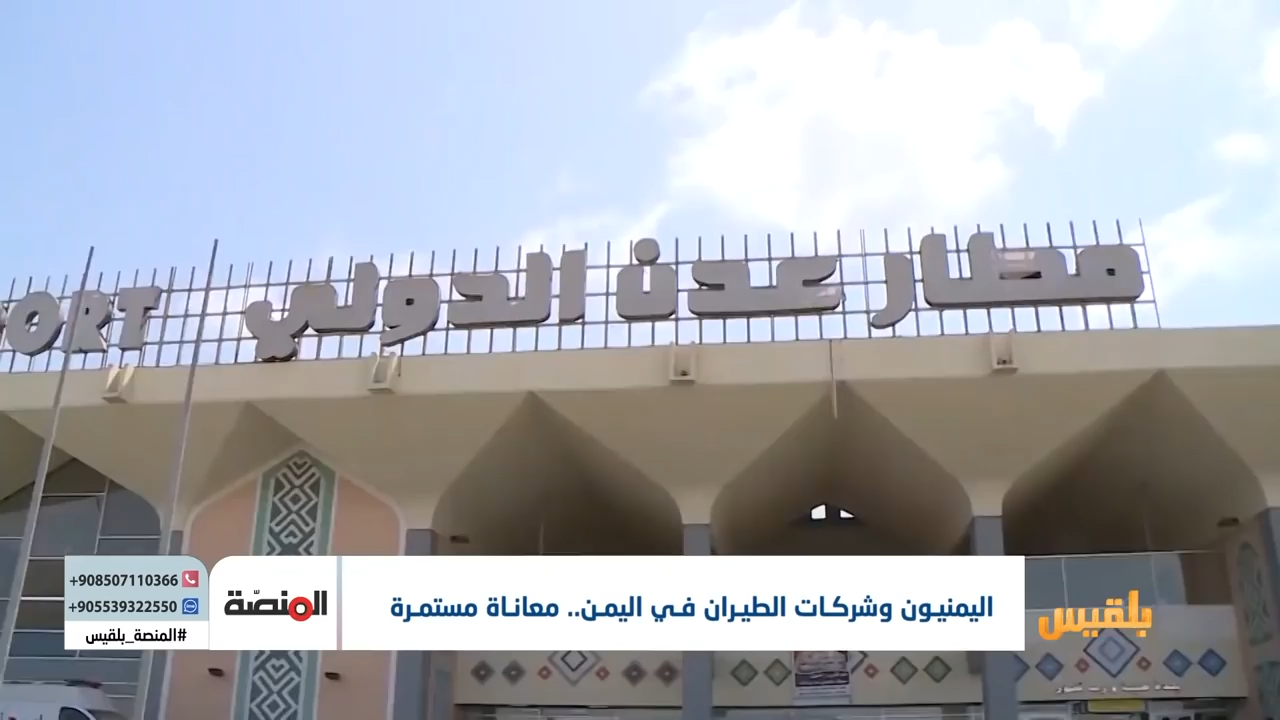 مطار عدن الدولي
ORT
اليمنيون وشركات الطيران في اليمن.. معاناة مستمرة
المنصّة
+908507110366
+905539322550
#المنصة_بلقيس
بلقيس